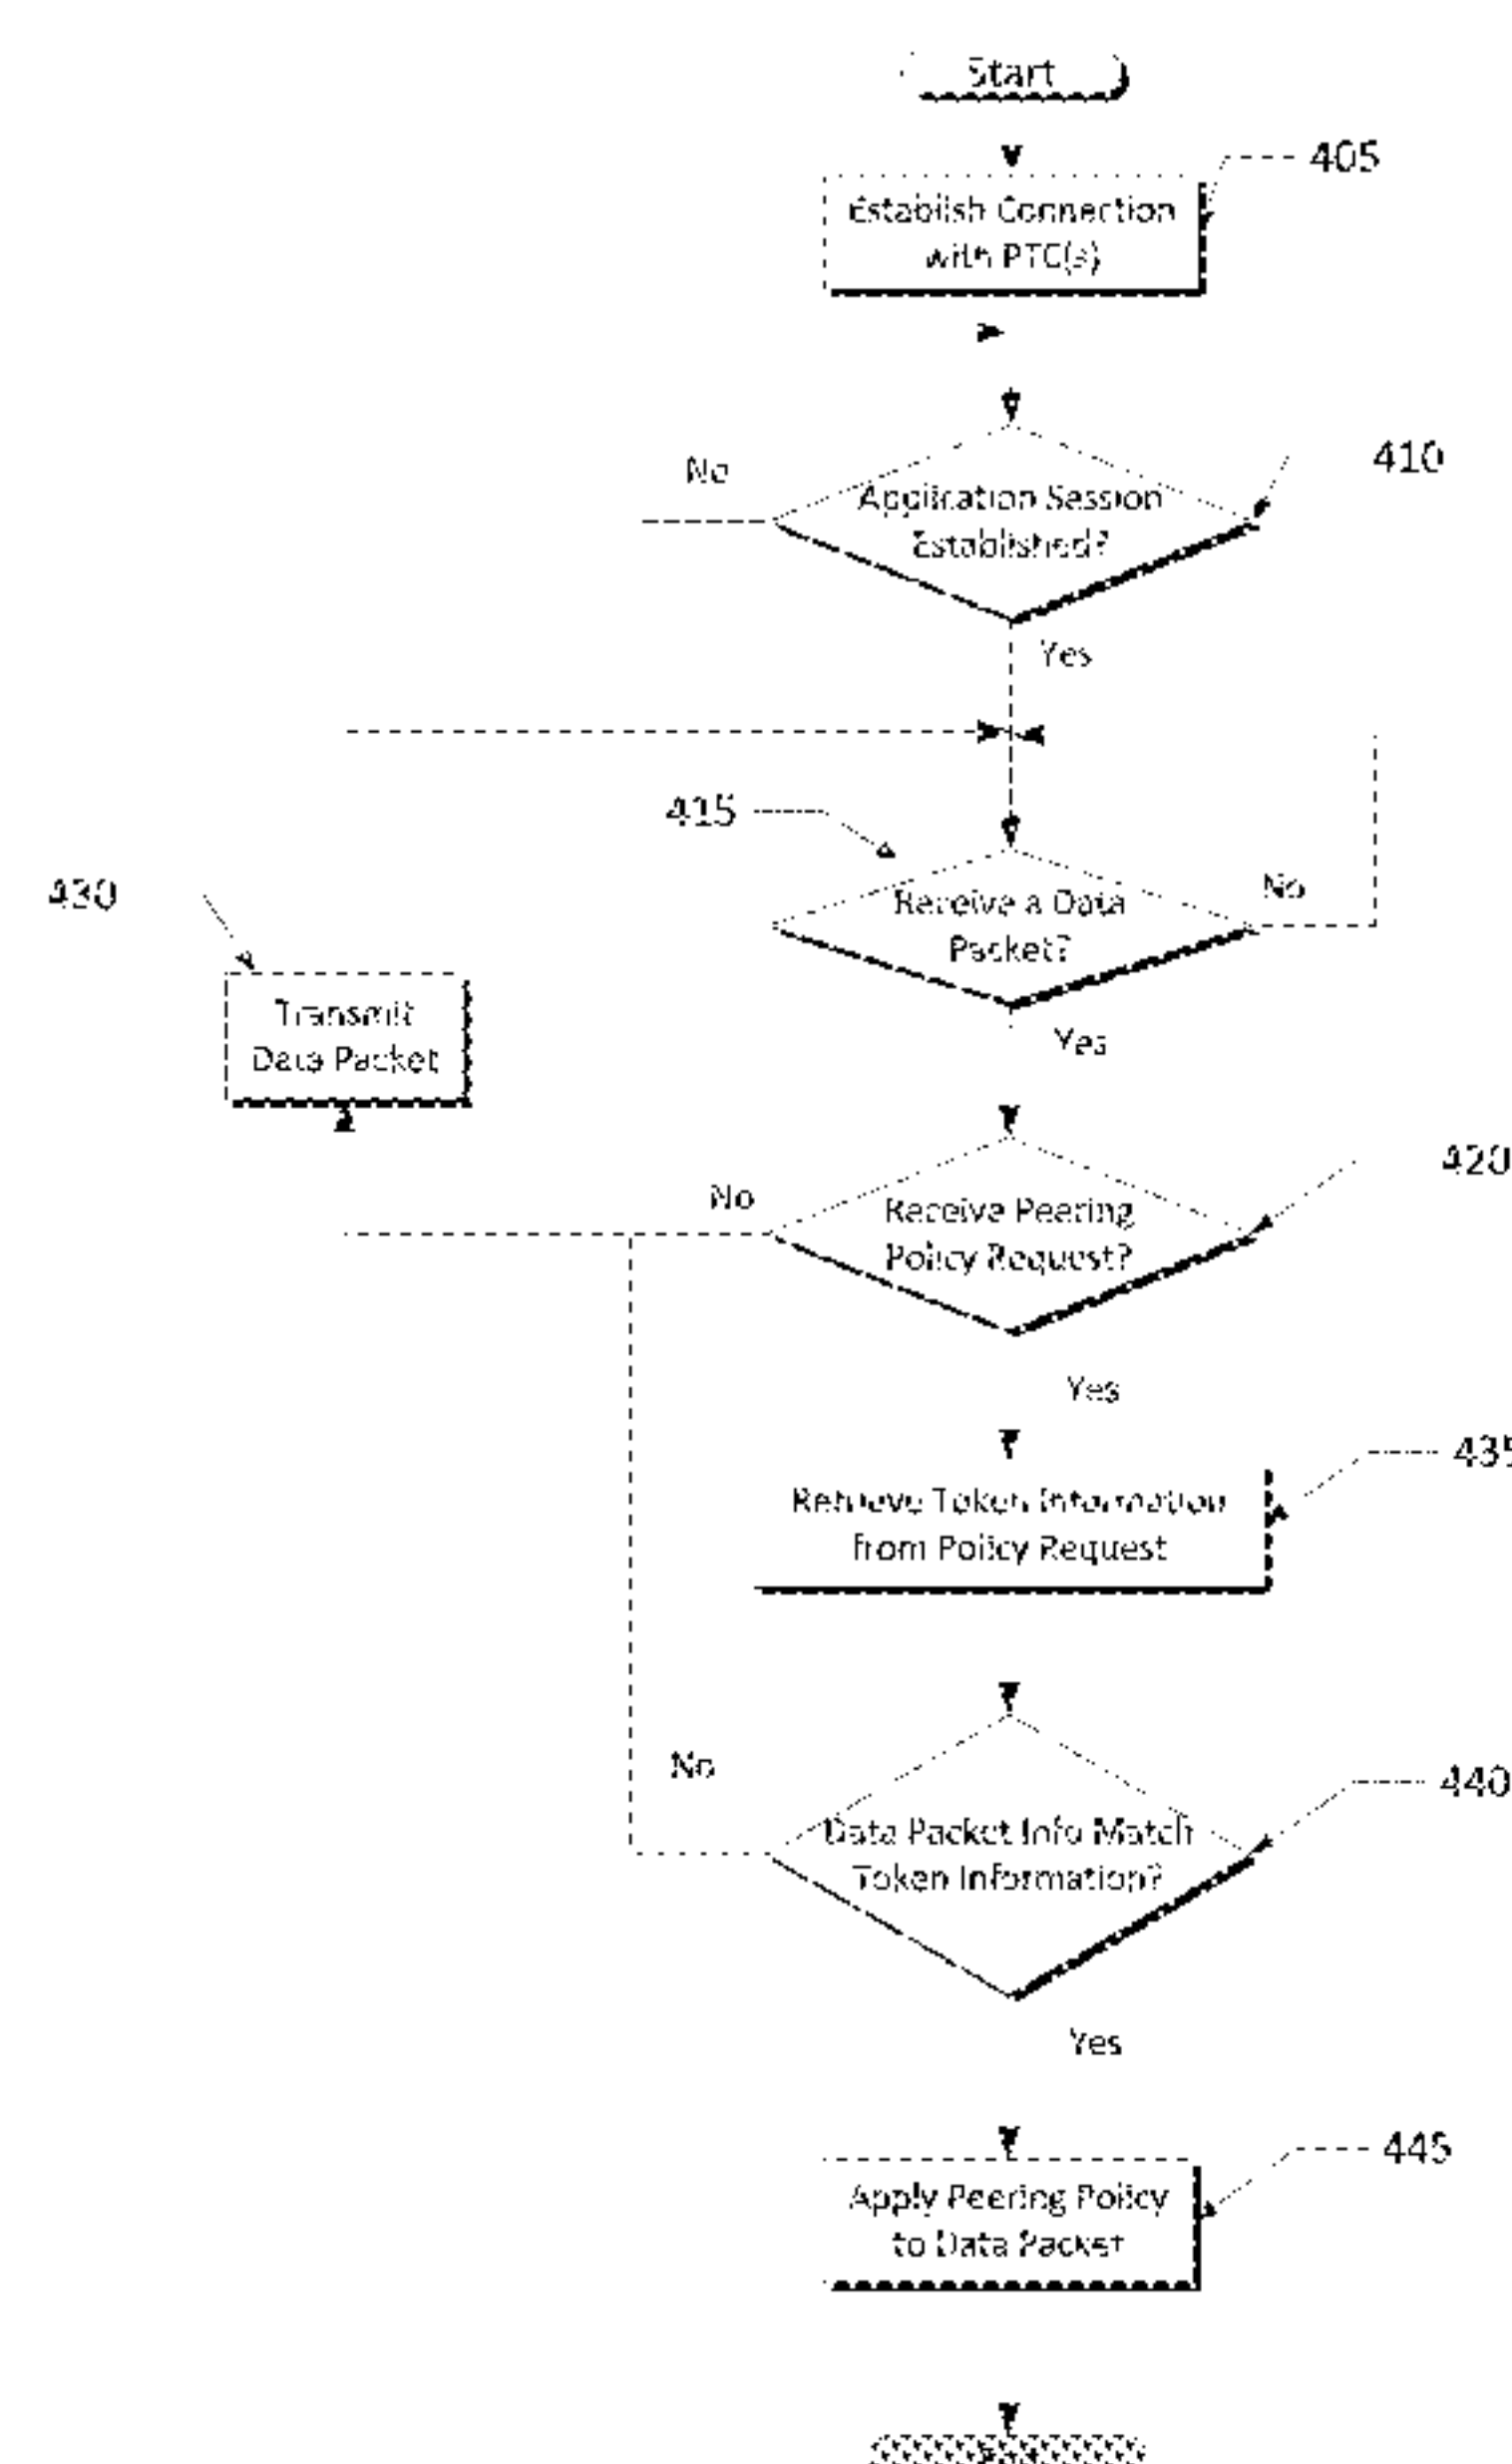 Start
405
Establish Connection
with PTC(s)
No
410
Application Session
Established?
Yes
415
430
Receive a Data
Packet?
No
Transmit
Data Packet
Yes
420
No
Receive Peering
Policy Request?
Yes
435
Retrieve Token Information
from Policy Request
No
440
Data Packet Info Match
Token Information?
Yes
445
Apply Peering Policy
to Data Packet